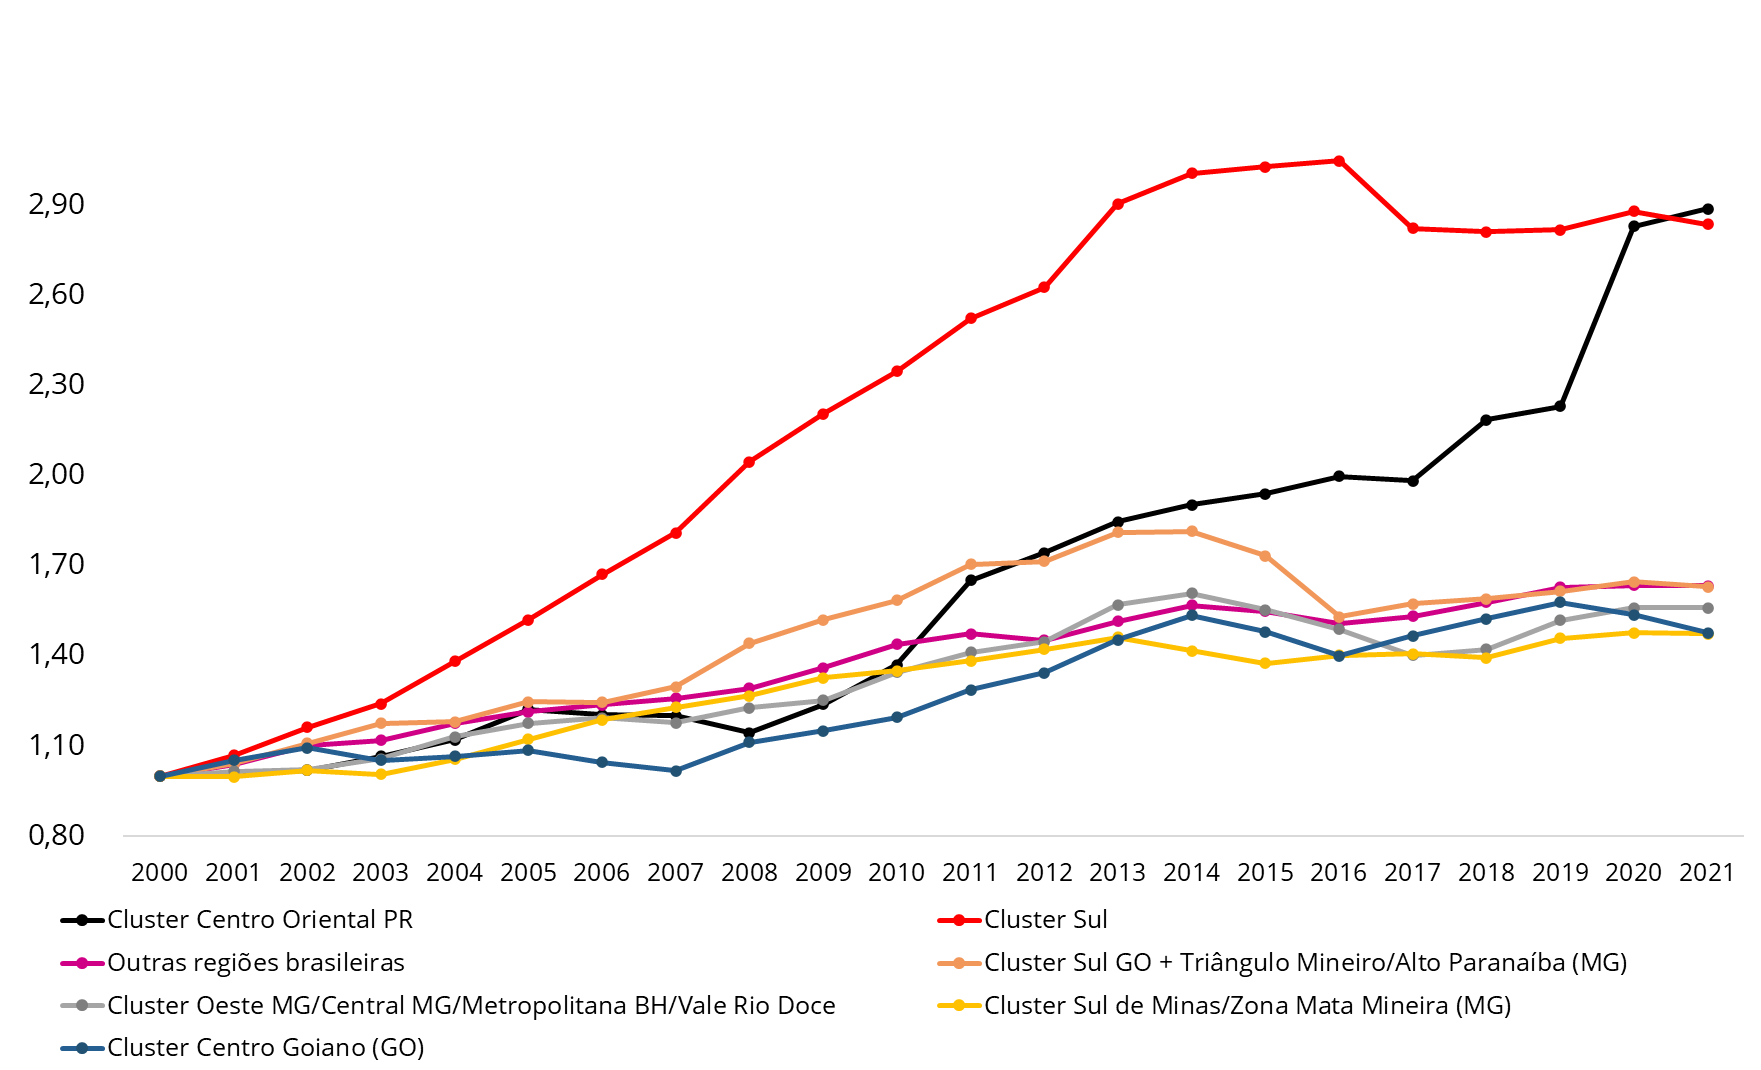 2,90
2,60
2,30
2,00
1,70
1,40
1,10
0,80
2000 2001 2002 2003 2004 2005 2006 2007 2008 2009 2010 2011 2012 2013 2014 2015 2016 2017 2018 2019 2020 2021
Cluster Centro Oriental PR
Cluster Sul
Outras regiões brasileiras
Cluster Sul GO + Triângulo Mineiro/Alto Paranaíba (MG)
Cluster Oeste MG/Central MG/Metropolitana BH/Vale Rio Doce
Cluster Sul de Minas/Zona Mata Mineira (MG)
Cluster Centro Goiano (GO)